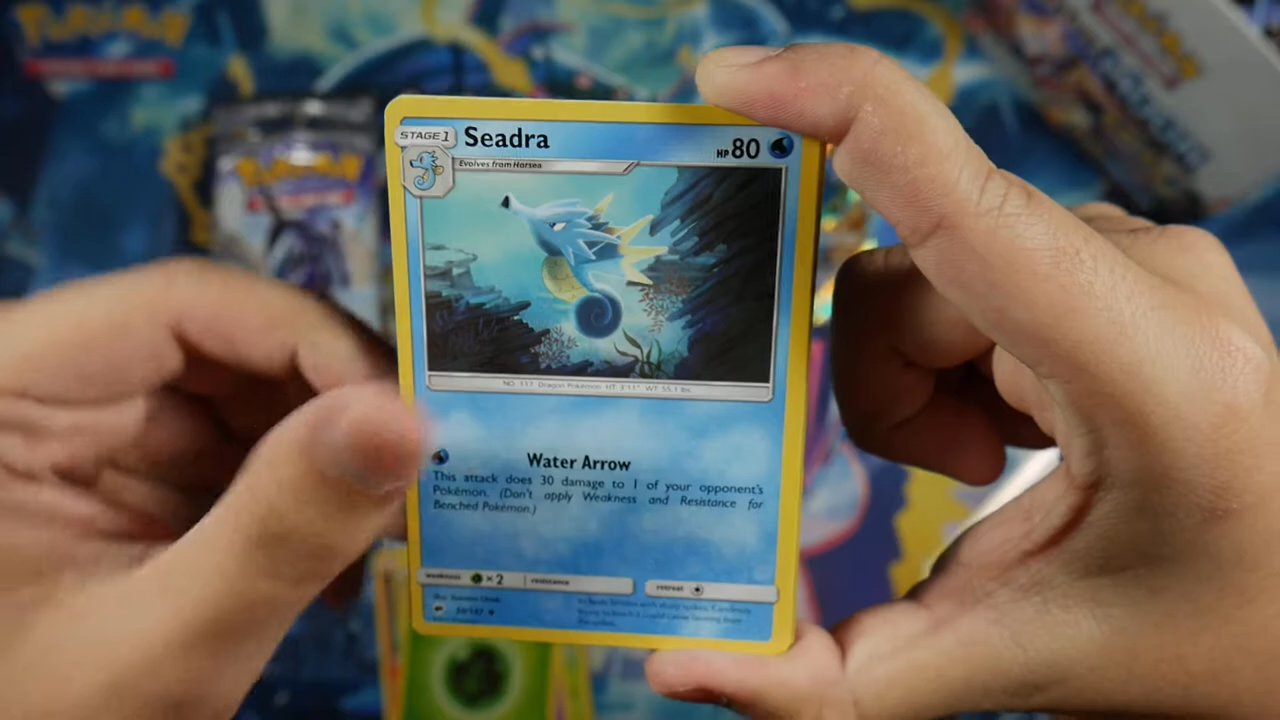 Pokémon
Pokémon
STAGE 1
Seadra
HP 80
Evolves from Horsea
NO. 117 Dragon Pokémon HT: 3'11" WT: 55.1 lbs.
Water Arrow
This attack does 30 damage to 1 of your opponent's
Pokémon. (Don't apply Weakness and Resistance for
Benched Pokémon.)
weakness ×2 resistance
retreat